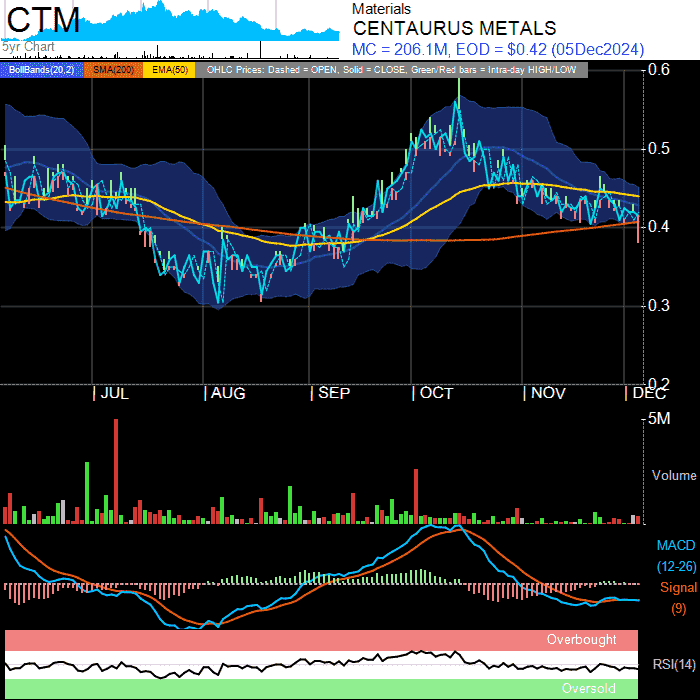 CTM
Materials
CENTAURUS METALS
5yr Chart
MC = 206.1M, EOD = $0.42 (05Dec2024)
BollBands(20,2) SMA(200) EMA(50) OHLC Prices: Dashed = OPEN, Solid = CLOSE, Green/Red bars = Intra-day HIGH/LOW
0.6
0.5
0.4
0.3
0.2
JUL AUG SEP OCT NOV DEC
5M
Volume
MACD
(12-26)
Signal
(9)
Overbought
RSI(14)
Oversold